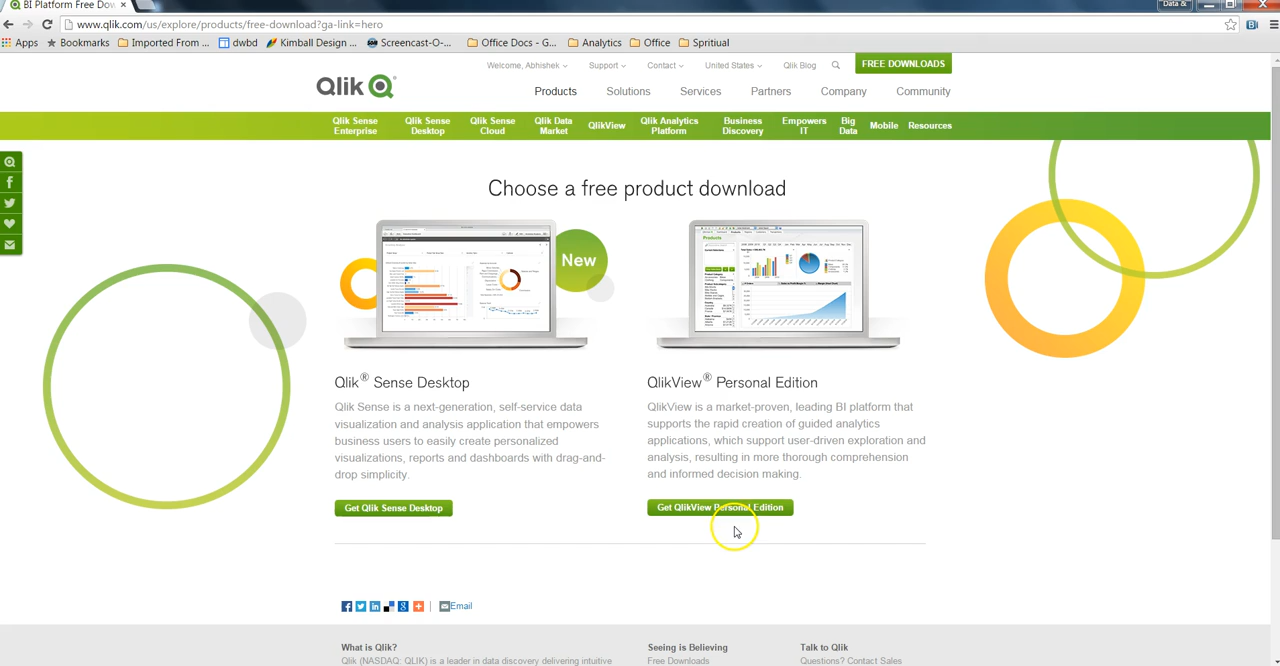 BI Platform Free Dow
Data &
www.qlik.com/us/explore/products/free-download?ga-link=hero
Apps Bookmarks Imported From ... dwbd Kimball Design ... Screencast-O-... Office Docs - G... Analytics Office Spritiual
Welcome, Abhishek Support Contact United States Qlik Blog FREE DOWNLOADS
Qlik
Products Solutions Services Partners Company Community
Qlik Sense Enterprise Qlik Sense Desktop Qlik Sense Cloud Qlik Data Market QlikView Qlik Analytics Platform Business Discovery Empowers IT Big Data Mobile Resources
Choose a free product download
New
Qlik® Sense Desktop
Qlik Sense is a next-generation, self-service data
visualization and analysis application that empowers
business users to easily create personalized
visualizations, reports and dashboards with drag-and-
drop simplicity.
Get Qlik Sense Desktop
Products
QlikView® Personal Edition
QlikView is a market-proven, leading BI platform that
supports the rapid creation of guided analytics
applications, which support user-driven exploration and
analysis, resulting in more thorough comprehension
and informed decision making.
Get QlikView Personal Edition
Email
What is Qlik?
Qlik (NASDAQ: QLIK) is a leader in data discovery delivering intuitive
Seeing is Believing
Free Downloads
Talk to Qlik
Questions? Contact Sales